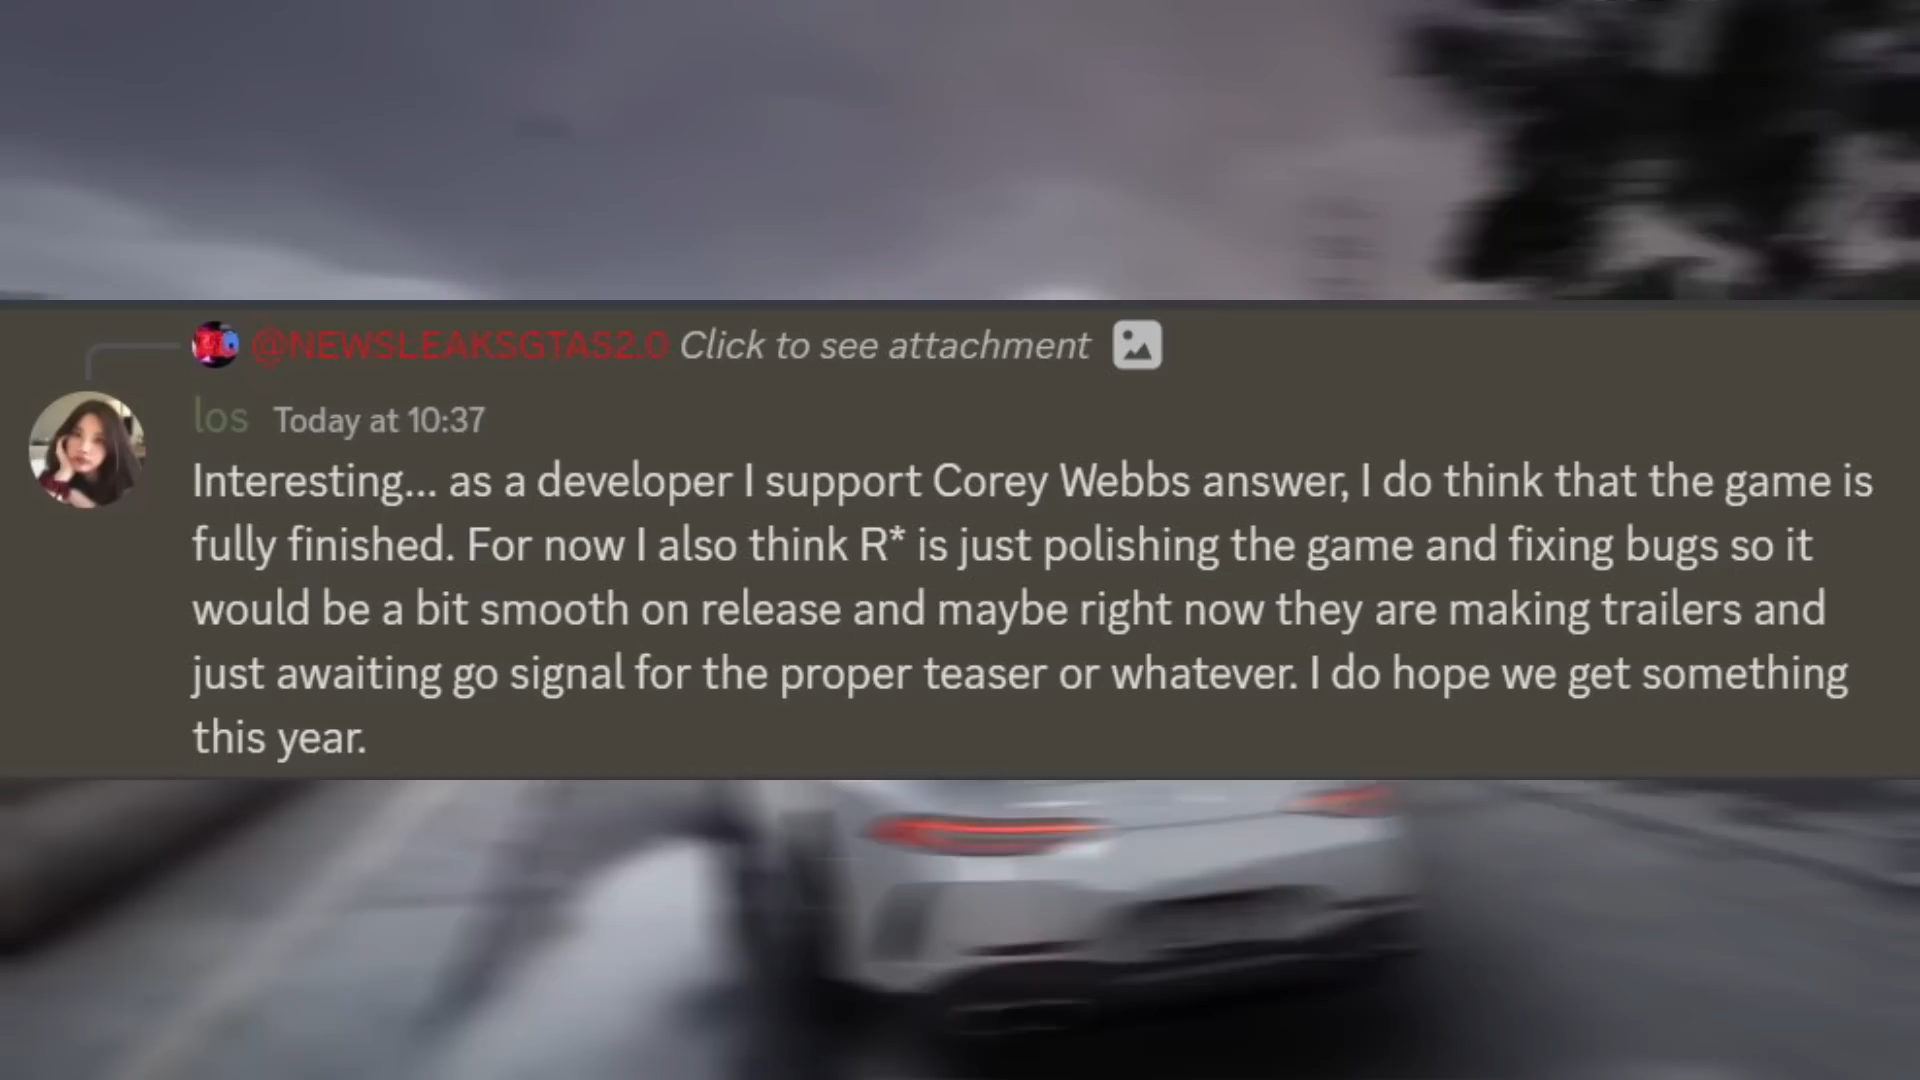 @NEWSLEAKSGTAS2.0 Click to see attachment
los Today at 10:37
Interesting... as a developer I support Corey Webbs answer, I do think that the game is
fully finished. For now I also think R* is just polishing the game and fixing bugs so it
would be a bit smooth on release and maybe right now they are making trailers and
just awaiting go signal for the proper teaser or whatever. I do hope we get something
this year.